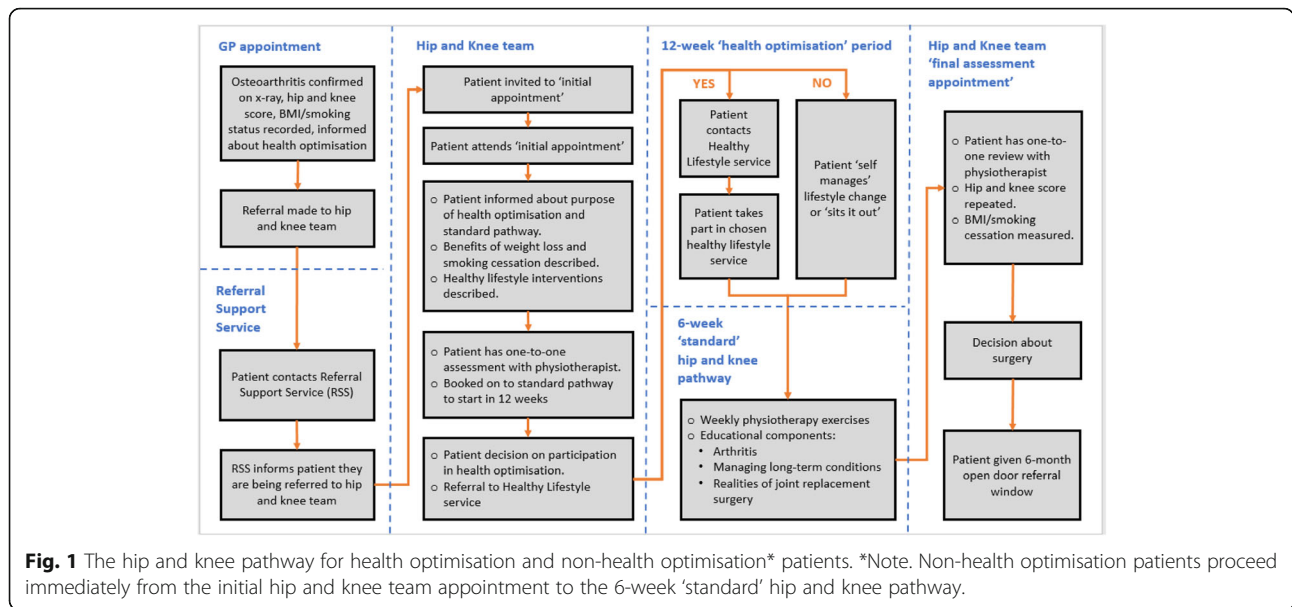 GP appointment
Osteoarthritis confirmed
on x-ray, hip and knee
score, BMI/smoking
status recorded, informed
about health optimisation
Referral made to hip
and knee team
Referral
Support
Service
Patient contacts Referral
Support Service (RSS)
RSS informs patient they
are being referred to hip
and knee team
Hip and Knee team
Patient invited to ‘initial
appointment’
Patient attends ‘initial appointment’
o Patient informed about purpose
of health optimisation and
standard pathway.
o Benefits of weight loss and
smoking cessation described.
o Healthy lifestyle interventions
described.
o Patient has one-to-one
assessment with physiotherapist.
o Booked on to standard pathway
to start in 12 weeks
o Patient decision on participation
in health optimisation.
o Referral to Healthy Lifestyle
service
12-week ‘health optimisation’ period
YES
NO
Patient
contacts
Healthy
Lifestyle service
Patient takes
part in chosen
healthy lifestyle
service
Patient ‘self
manages’
lifestyle change
or ‘sits it out’
6-week
‘standard’
hip and knee
pathway
o Weekly physiotherapy exercises
o Educational components:
• Arthritis
• Managing long-term conditions
• Realities of joint replacement
surgery
Hip and Knee team
‘final assessment
appointment’
o Patient has one-to-
one review with
physiotherapist
o Hip and knee score
repeated.
o BMI/smoking
cessation measured.
Decision about
surgery
Patient given 6-month
open door referral
window
Fig. 1 The hip and knee pathway for health optimisation and non-health optimisation* patients. *Note. Non-health optimisation patients proceed
immediately from the initial hip and knee team appointment to the 6-week ‘standard’ hip and knee pathway.